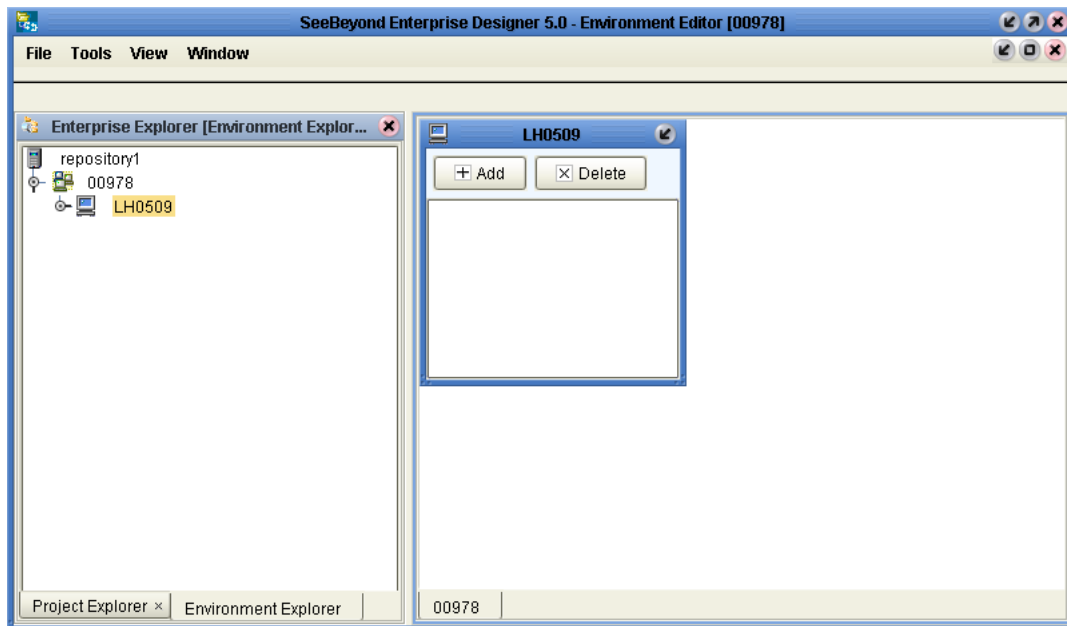 SeeBeyond Enterprise Designer 5.0 - Environment Editor [00978]
File Tools View Window
Enterprise Explorer [Environment Explor...
repository1
00978
LH0509
LH0509
Add Delete
Project Explorer × Environment Explorer
00978